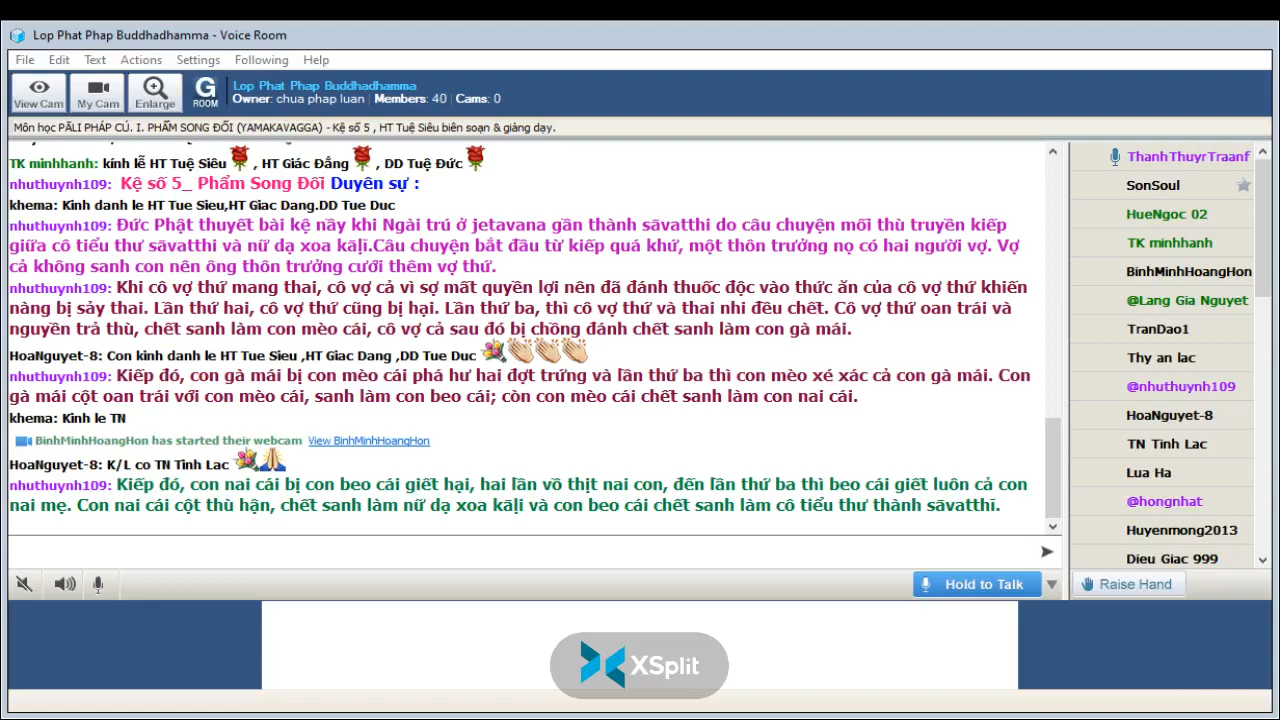 Lop Phat Phap Buddhadhamma - Voice Room
File Edit Text Actions Settings Following Help
View Cam My Cam Enlarge G ROOM
Lop Phat Phap Buddhadhamma
Owner: chua phap luan | Members: 40 | Cams: 0
Môn học PĀLI PHÁP CÚ. I. PHẨM SONG ĐỐI (YAMAKAVAGGA) - Kệ số 5 , HT Tuệ Siêu biên soạn & giảng dạy.
TK minhhanh: kính lễ HT Tuệ Siêu , HT Giác Đẳng , DD Tuệ Đức
nhuthuynh109: Kệ số 5_ Phẩm Song Đối Duyên sự :
khema: Kinh danh le HT Tue Sieu,HT Giac Dang.DD Tue Duc
nhuthuynh109: Đức Phật thuyết bài kệ nầy khi Ngài trú ở jetavana gần thành sāvatthi do câu chuyện mối thù truyền kiếp
giữa cô tiểu thư sāvatthi và nữ dạ xoa kāḷi.Câu chuyện bắt đầu từ kiếp quá khứ, một thôn trưởng nọ có hai người vợ. Vợ
cả không sanh con nên ông thôn trưởng cưới thêm vợ thứ.
nhuthuynh109: Khi cô vợ thứ mang thai, cô vợ cả vì sợ mất quyền lợi nên đã đánh thuốc độc vào thức ăn của cô vợ thứ khiến
nàng bị sảy thai. Lần thứ hai, cô vợ thứ cũng bị hại. Lần thứ ba, thì cô vợ thứ và thai nhi đều chết. Cô vợ thứ oan trái và
nguyền trả thù, chết sanh làm con mèo cái, cô vợ cả sau đó bị chồng đánh chết sanh làm con gà mái.
HoaNguyet-8: Con kinh danh le HT Tue Sieu ,HT Giac Dang ,DD Tue Duc
nhuthuynh109: Kiếp đó, con gà mái bị con mèo cái phá hư hai đợt trứng và lần thứ ba thì con mèo xé xác cả con gà mái. Con
gà mái cột oan trái với con mèo cái, sanh làm con beo cái; còn con mèo cái chết sanh làm con nai cái.
khema: Kinh le TN
BinhMinhHoangHon has started their webcam View BinhMinhHoangHon
HoaNguyet-8: K/L co TN Tinh Lac
nhuthuynh109: Kiếp đó, con nai cái bị con beo cái giết hại, hai lần vồ thịt nai con, đến lần thứ ba thì beo cái giết luôn cả con
nai mẹ. Con nai cái cột thù hận, chết sanh làm nữ dạ xoa kāḷi và con beo cái chết sanh làm cô tiểu thư thành sāvatthi.
ThanhThuyrTraanf
SonSoul
HueNgoc 02
TK minhhanh
BinhMinhHoangHon
@Lang Gia Nguyet
TranDao1
Thy an lac
@nhuthuynh109
HoaNguyet-8
TN Tinh Lac
Lua Ha
@hongnhat
Huyenmong2013
Dieu Giac 999
Hold to Talk
Raise Hand
XSplit